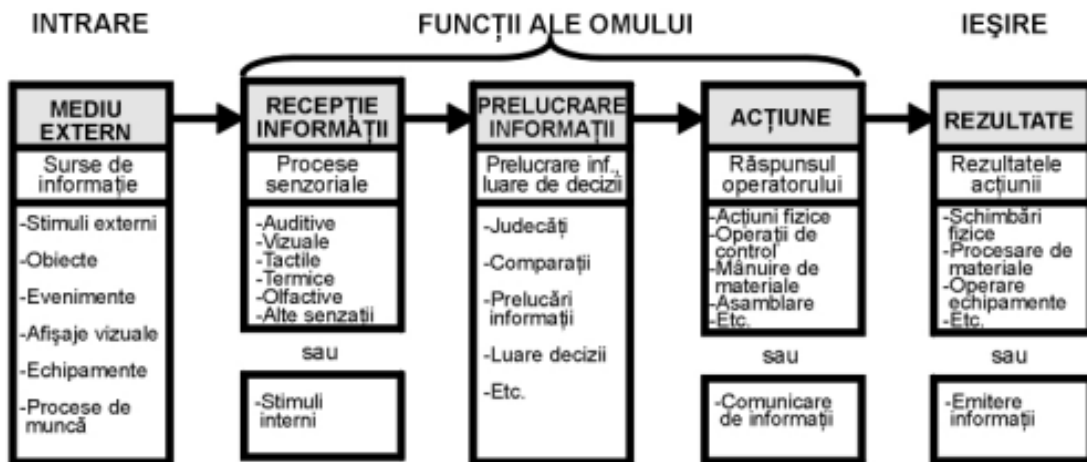 INTRARE
FUNCȚII ALE OMULUI
IEŞIRE
MEDIU
EXTERN
Surse de
informație
-Stimuli externi
-Obiecte
-Evenimente
-Afişaje vizuale
-Echipamente
-Procese de
muncă
RECEPȚIE
INFORMAȚII
Procese
senzoriale
-Auditive
-Vizuale
-Tactile
-Termice
-Olfactive
-Alte senzații
sau
-Stimuli
interni
PRELUCRARE
INFORMAȚII
Prelucrare inf.,
luare de decizii
-Judecăți
-Comparații
-Prelucări
informații
-Luare decizii
-Etc.
ACȚIUNE
Răspunsul
operatorului
-Acțiuni fizice
-Operații de
control
-Mânuire de
materiale
-Asamblare
-Etc.
sau
-Comunicare
de informații
REZULTATE
Rezultatele
acțiunii
-Schimbări
fizice
-Procesare de
materiale
-Operare
echipamente
-Etc.
sau
-Emitere
informații